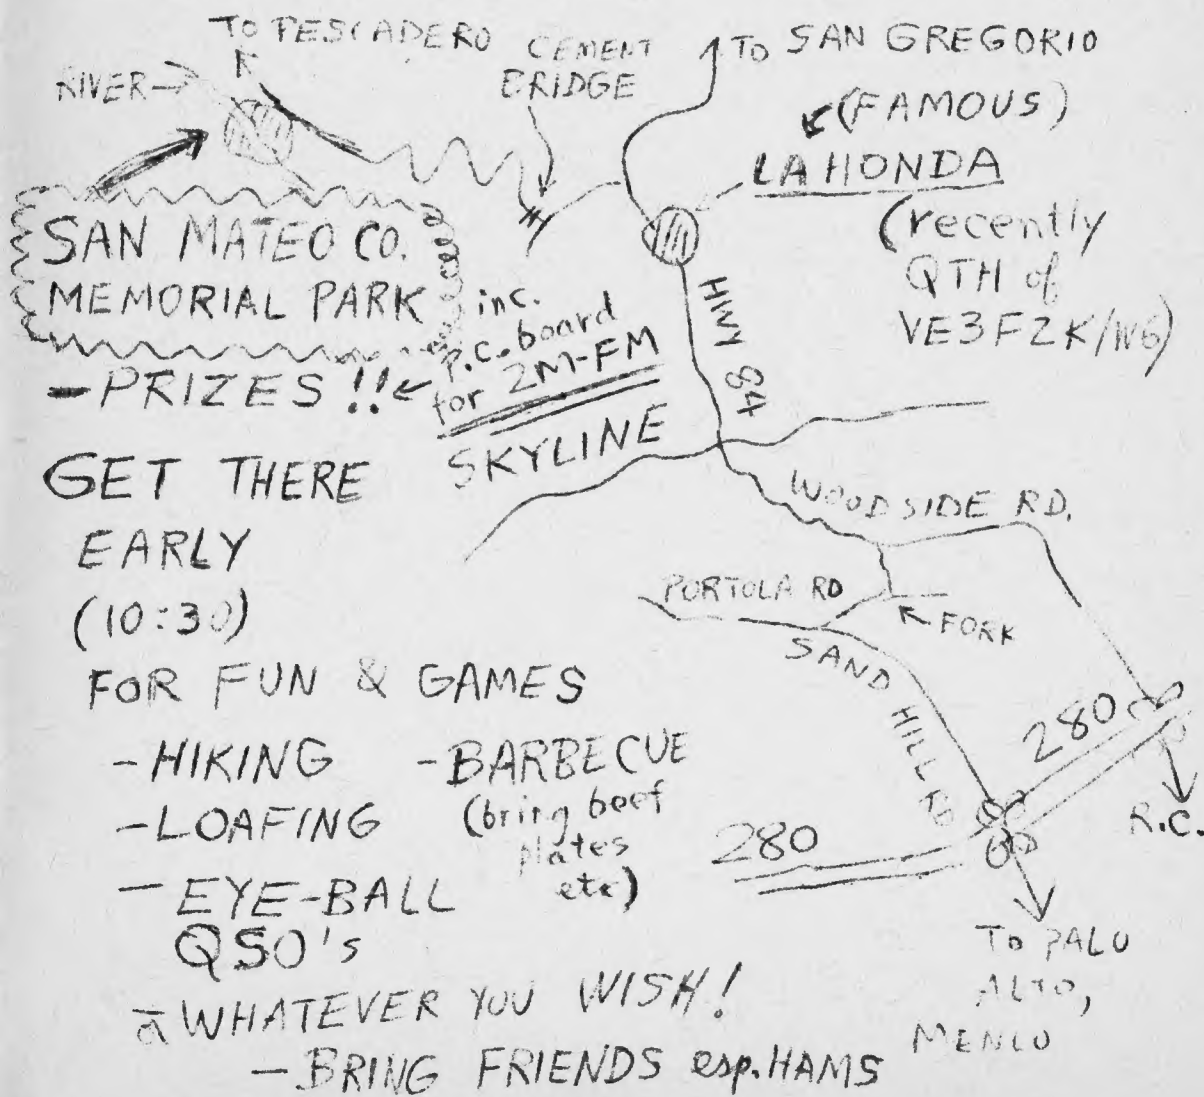 TO PESCADERO
CEMENT
BRIDGE
TO SAN GREGORIO
RIVER
(FAMOUS)
LA HONDA
(recently
QTH of
VE3FZK/W6)
SAN MATEO CO.
MEMORIAL PARK
- PRIZES !!
inc.
P.C. board
for 2M-FM
HWY 84
SKYLINE
GET THERE
EARLY
(10:30)
WOODSIDE RD.
PORTOLA RD
FORK
SAND HILL RD
FOR FUN & GAMES
- HIKING
- BARBECUE
(bring beef
plates
etc)
- LOAFING
- EYE-BALL
QSO's
280
280
R.C.
TO PALO
ALTO,
MENLO
WHATEVER YOU WISH!
- BRING FRIENDS esp. HAMS